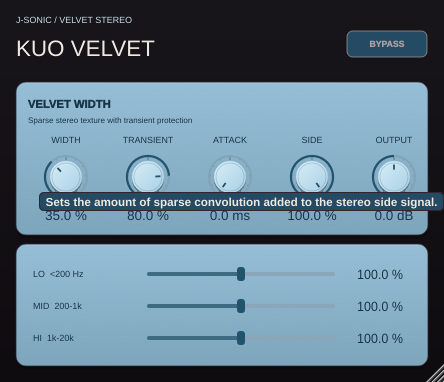 J-SONIC / VELVET STEREO
KUO VELVET
BYPASS
VELVET WIDTH
Sparse stereo texture with transient protection
WIDTH TRANSIENT ATTACK SIDE OUTPUT
Sets the amount of sparse convolution added to the stereo side signal.
35.0 % 80.0 % 0.0 ms 100.0 % 0.0 dB
LO <200 Hz 100.0 %
MID 200-1k 100.0 %
HI 1k-20k 100.0 %